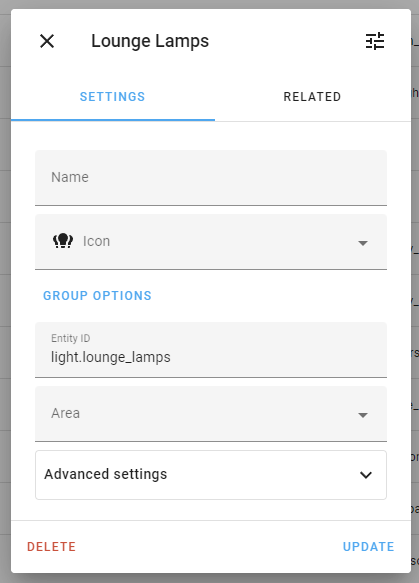 Lounge Lamps
SETTINGS
RELATED
Name
Icon
GROUP OPTIONS
Entity ID
light.lounge_lamps
Area
Advanced settings
DELETE
UPDATE